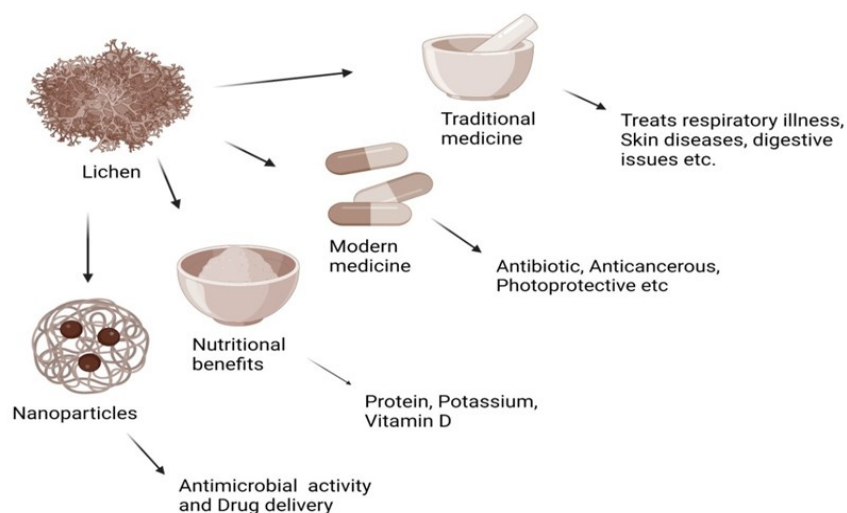 Lichen
Traditional
medicine
Treats respiratory illness,
Skin diseases, digestive
issues etc.
Modern
medicine
Antibiotic, Anticancerous,
Photoprotective etc
Nutritional
benefits
Protein, Potassium,
Vitamin D
Nanoparticles
Antimicrobial activity
and Drug delivery